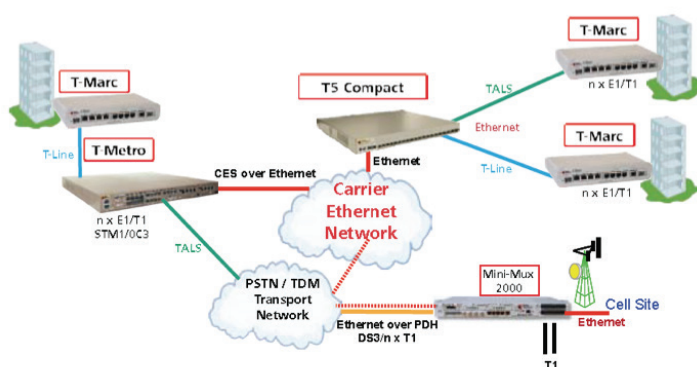 T-Marc
n x E1/T1
T-Marc
T5 Compact
TALS
Ethernet
T-Marc
n x E1/T1
T-Line
T-Line
T-Metro
CES over Ethernet
Ethernet
n x E1/T1
STM1/0C3
Carrier
Ethernet
Network
TALS
PSTN / TDM
Transport
Network
Mini-Mux
2000
Cell Site
Ethernet
Ethernet over PDH
DS3/n x T1
T1